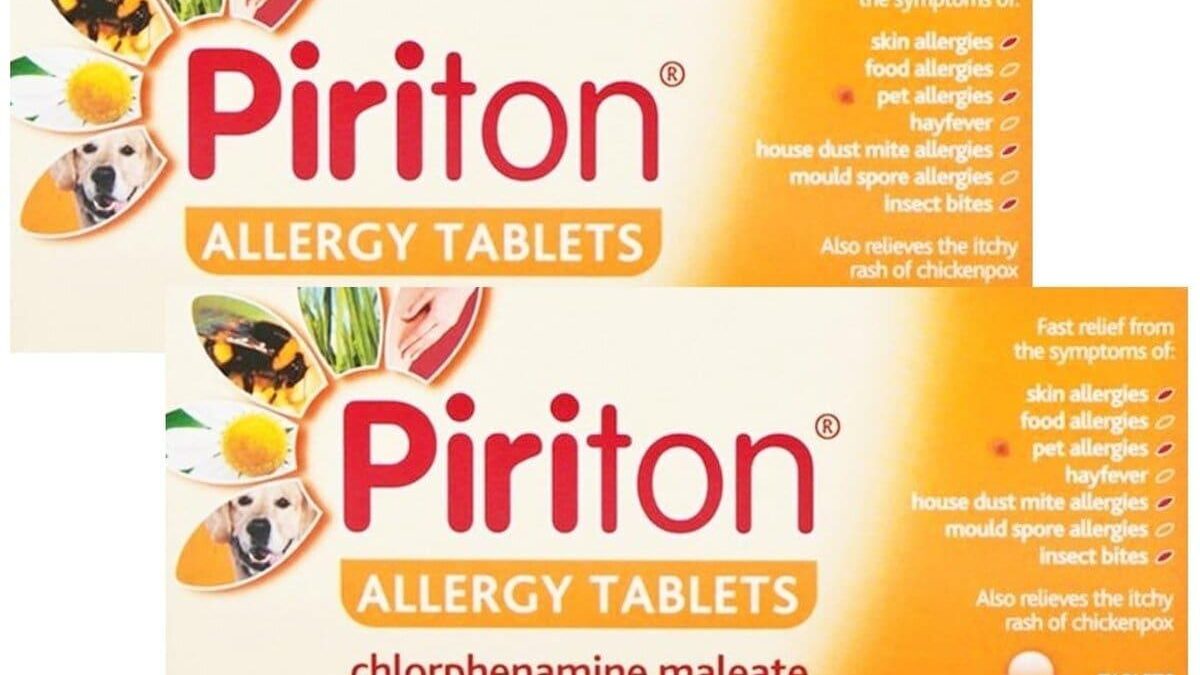 the symptoms of:
skin allergies
food allergies
pet allergies
hayfever
house dust mite allergies
mould spore allergies
insect bites
Piriton®
ALLERGY TABLETS
Also relieves the itchy
rash of chickenpox
Fast relief from
the symptoms of:
skin allergies
food allergies
pet allergies
hayfever
house dust mite allergies
mould spore allergies
insect bites
Piriton®
ALLERGY TABLETS
Also relieves the itchy
rash of chickenpox
chlorphenamine maleate